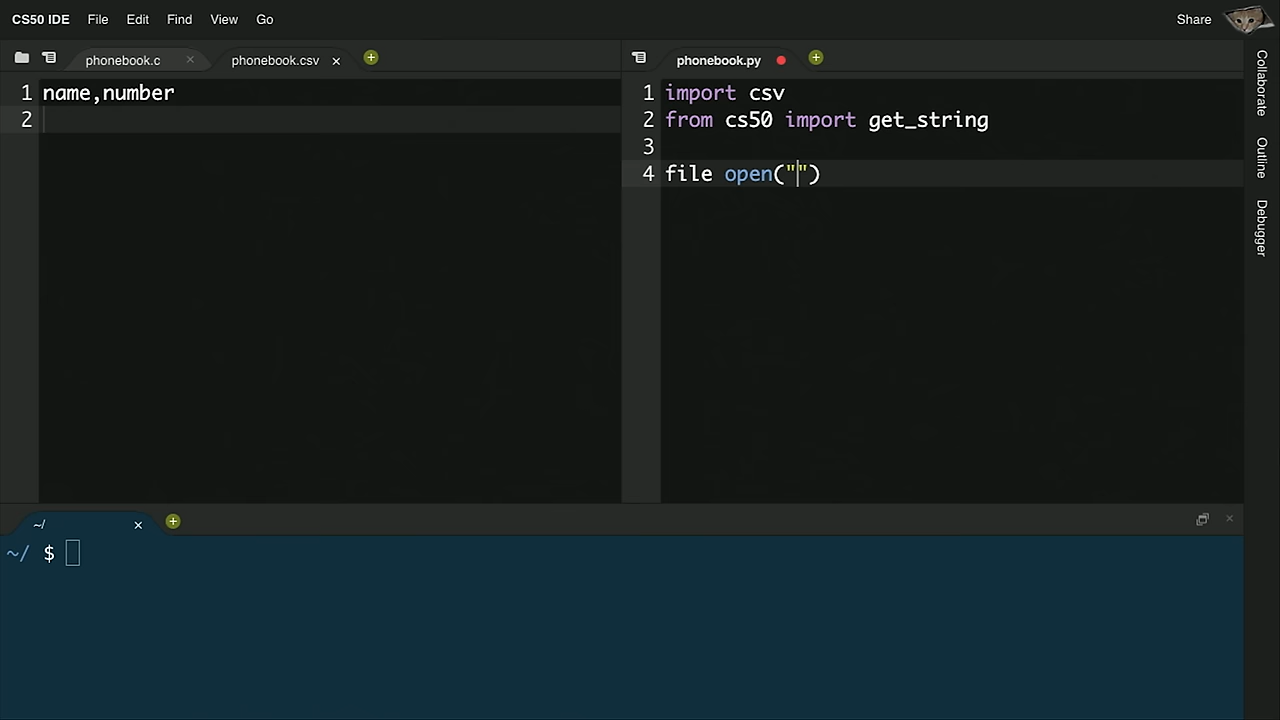 CS50 IDE File Edit Find View Go Share
phonebook.c × phonebook.csv ×
1 name,number
2
phonebook.py
1 import csv
2 from cs50 import get_string
3
4 file open("")
Collaborate
Outline
Debugger
~/ ×
~/ $